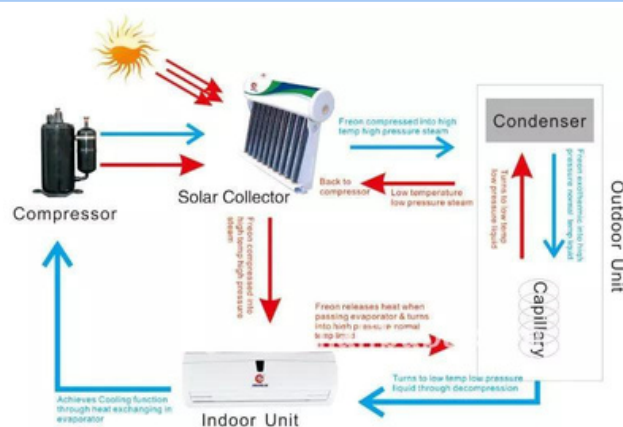 Freon compressed into high
temp high pressure steam
Condenser
Compressor
Solar Collector
Back to
compressor
Low temperature
low pressure steam
Turns to low temp
low pressure liquid
Freon exothermic into high
pressure normal temp liquid
Outdoor Unit
Freon compressed into
high temp high pressure
steam
Freon releases heat when
passing evaporator & turns
into high pressure normal
temp liquid
Capillary
Turns to low temp low pressure
liquid through decompression
Achieves Cooling function
through heat exchanging in
evaporator
Indoor Unit